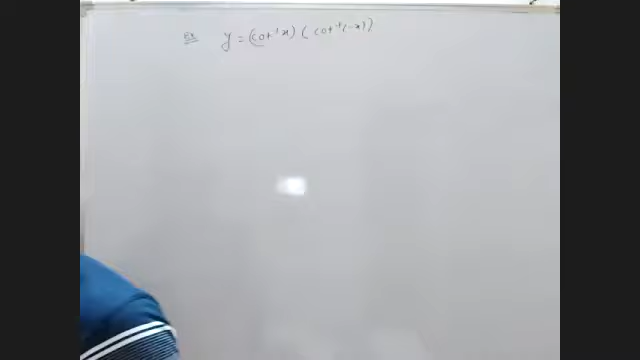 Ex y = (cot⁻¹x) (cot⁻¹(-x))